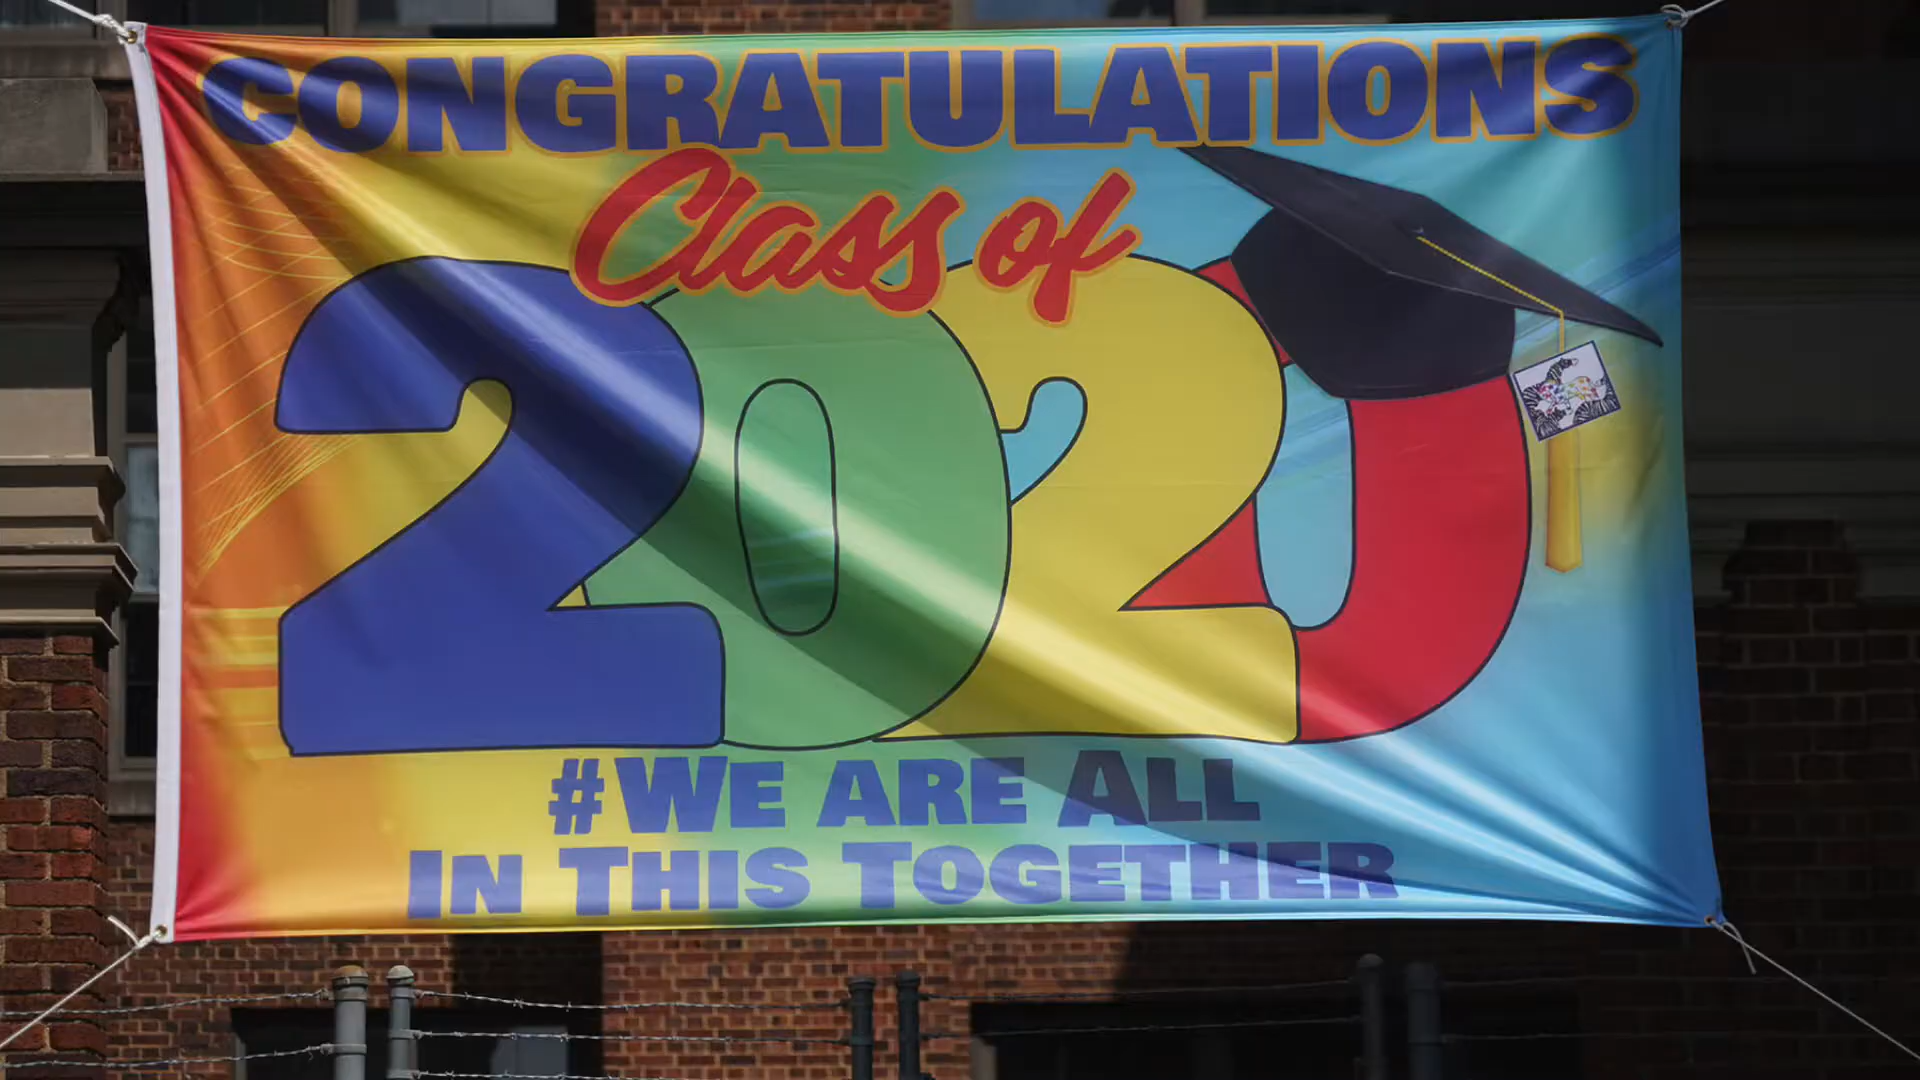 CONGRATULATIONS
Class of
2020
#WE ARE ALL
IN THIS TOGETHER